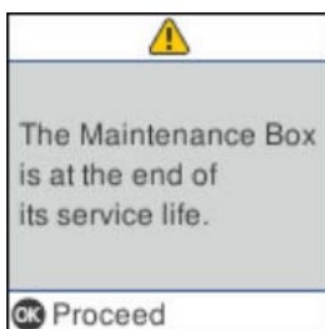 The Maintenance Box
is at the end of
its service life.
OK Proceed